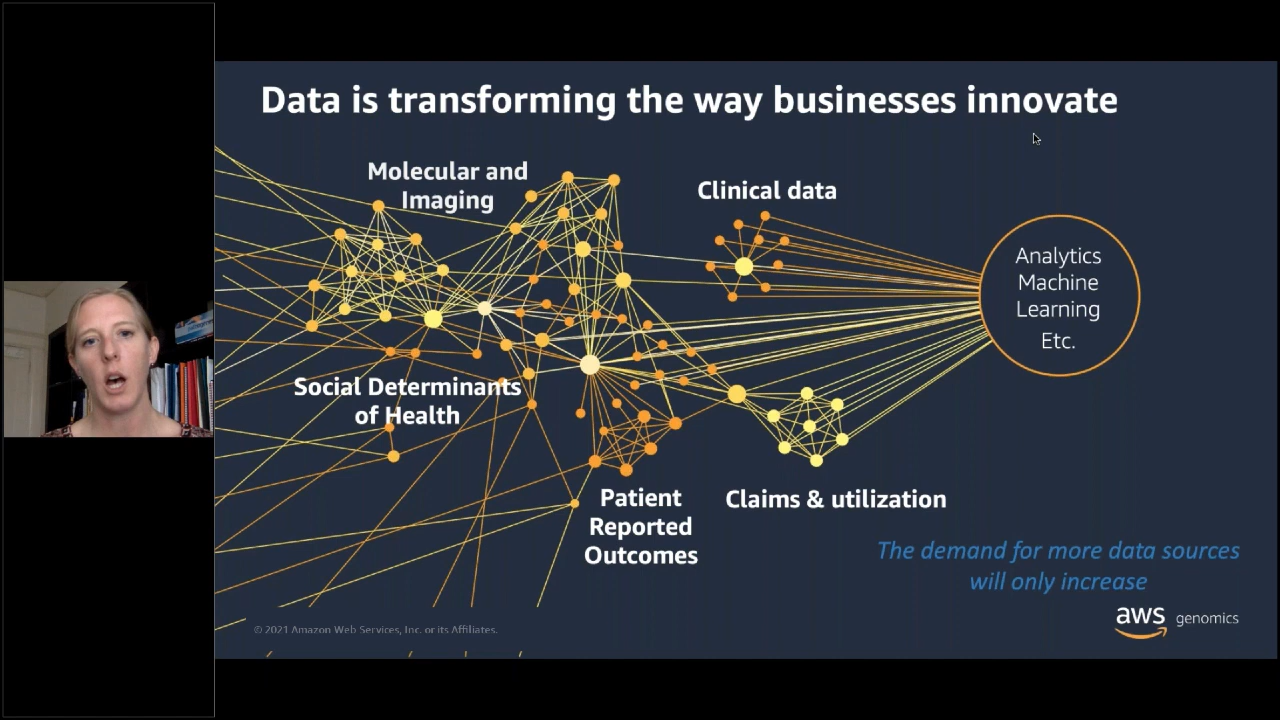 Data is transforming the way businesses innovate
Molecular and
Imaging
Clinical data
Analytics
Machine
Learning
Etc.
Social Determinants
of Health
Patient
Reported
Outcomes
Claims & utilization
The demand for more data sources
will only increase
© 2021 Amazon Web Services, Inc. or its Affiliates.
aws genomics